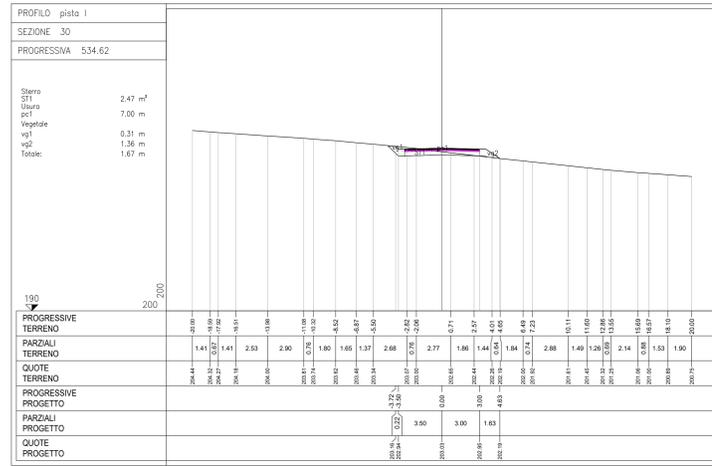 PROFILO pista I
SEZIONE 30
PROGRESSIVA 534.62
Sterro
ST1 2.47 m²
Usura
pc1 7.00 m
Vegetale
vg1 0.31 m
vg2 1.36 m
Totale: 1.67 m
ST1
vg2
190
200
200
PROGRESSIVE TERRENO -20.00 -18.59 -17.92 -16.51 -13.98 -11.08 -10.32 -8.52 -6.87 -5.50 -2.82 -2.06 0.71 2.57 4.01 4.65 6.49 7.23 10.11 11.60 12.86 13.55 15.69 16.57 18.10 20.00
PARZIALI TERRENO 1.41 0.67 1.41 2.53 2.90 0.76 1.80 1.65 1.37 2.68 0.76 2.77 1.86 1.44 0.64 1.84 0.74 2.88 1.49 1.26 0.69 2.14 0.88 1.53 1.90
QUOTE TERRENO 204.44 204.32 204.27 204.18 204.00 203.81 203.74 203.62 203.46 203.34 203.07 203.00 202.65 202.44 202.26 202.19 202.00 201.92 201.61 201.45 201.32 201.25 201.06 201.00 200.89 200.75
PROGRESSIVE PROGETTO -3.72 -3.50 0.00 3.00 4.63
PARZIALI PROGETTO 0.22 3.50 3.00 1.63
QUOTE PROGETTO 203.16 202.94 203.03 202.95 202.19